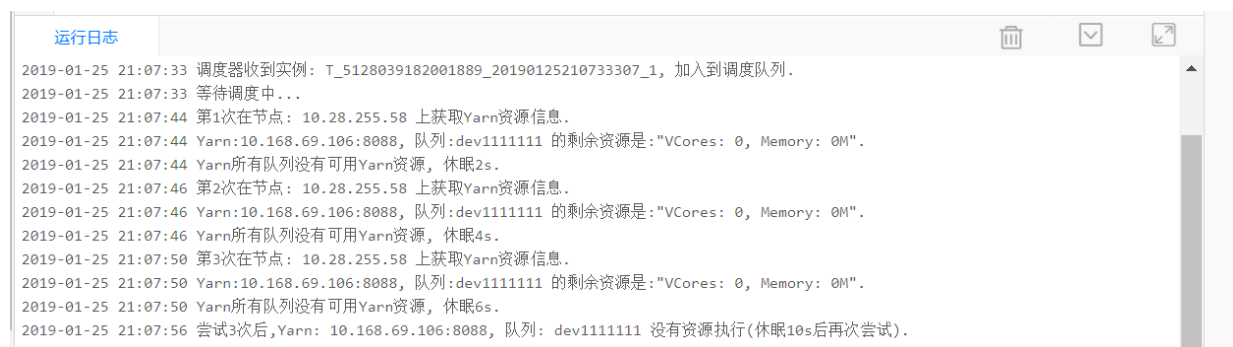 运行日志
2019-01-25 21:07:33 调度器收到实例: T_5128039182001889_20190125210733307_1, 加入到调度队列.
2019-01-25 21:07:33 等待调度中...
2019-01-25 21:07:44 第1次在节点: 10.28.255.58 上获取Yarn资源信息.
2019-01-25 21:07:44 Yarn:10.168.69.106:8088, 队列:dev1111111 的剩余资源是:"VCores: 0, Memory: 0M".
2019-01-25 21:07:44 Yarn所有队列没有可用Yarn资源, 休眠2s.
2019-01-25 21:07:46 第2次在节点: 10.28.255.58 上获取Yarn资源信息.
2019-01-25 21:07:46 Yarn:10.168.69.106:8088, 队列:dev1111111 的剩余资源是:"VCores: 0, Memory: 0M".
2019-01-25 21:07:46 Yarn所有队列没有可用Yarn资源, 休眠4s.
2019-01-25 21:07:50 第3次在节点: 10.28.255.58 上获取Yarn资源信息.
2019-01-25 21:07:50 Yarn:10.168.69.106:8088, 队列:dev1111111 的剩余资源是:"VCores: 0, Memory: 0M".
2019-01-25 21:07:50 Yarn所有队列没有可用Yarn资源, 休眠6s.
2019-01-25 21:07:56 尝试3次后,Yarn: 10.168.69.106:8088, 队列: dev1111111 没有资源执行(休眠10s后再次尝试).